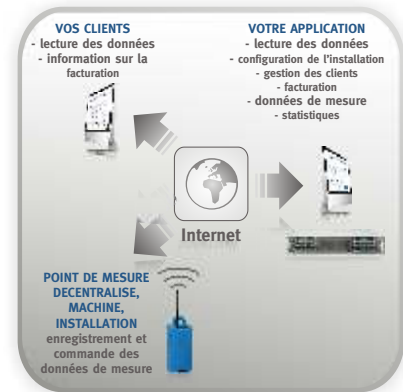 VOS CLIENTS
- lecture des données
- information sur la
facturation
VOTRE APPLICATION
- lecture des données
- configuration de l'installation
- gestion des clients
- facturation
- données de mesure
- statistiques
Internet
POINT DE MESURE
DECENTRALISE,
MACHINE,
INSTALLATION
enregistrement et
commande des
données de mesure